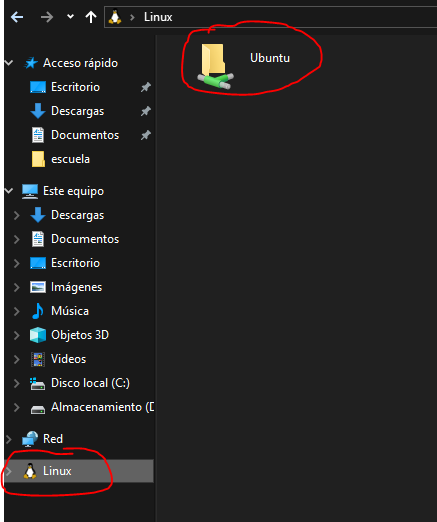 Linux
Acceso rápido
Escritorio
Descargas
Documentos
escuela
Este equipo
Descargas
Documentos
Escritorio
Imágenes
Música
Objetos 3D
Videos
Disco local (C:)
Almacenamiento (D
Red
Linux
Ubuntu